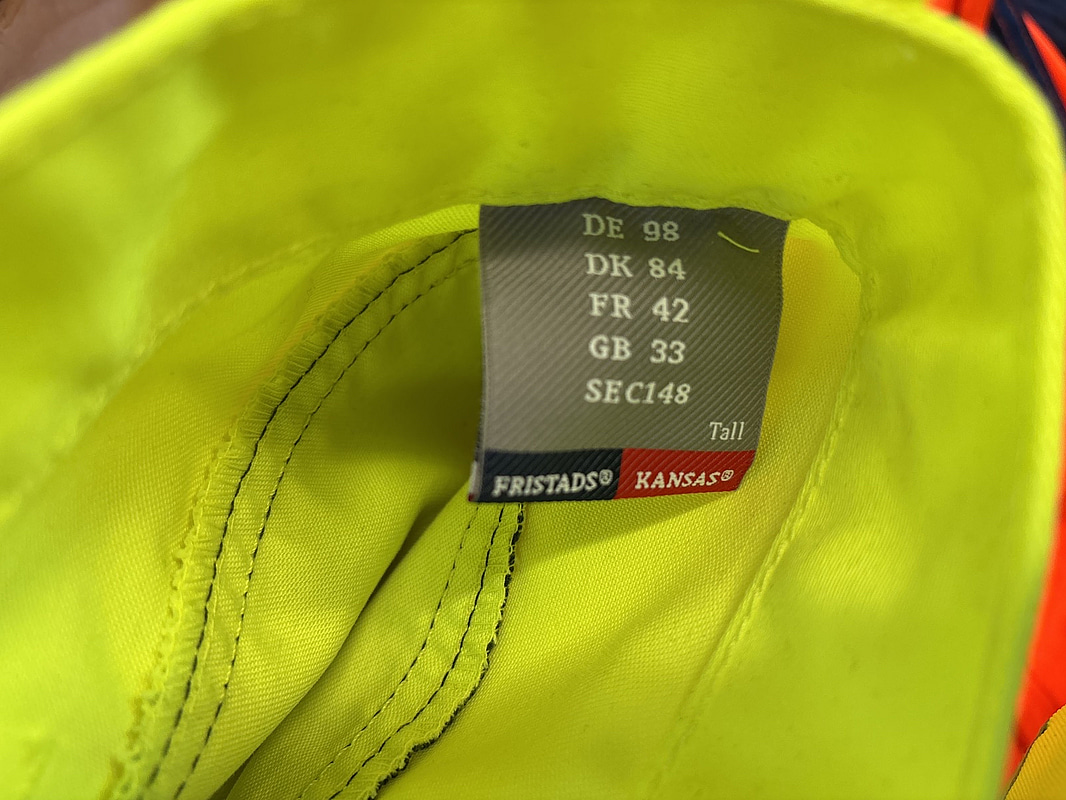 DE 98
DK 84
FR 42
GB 33
SE C148
Tall
FRISTADS® KANSAS®